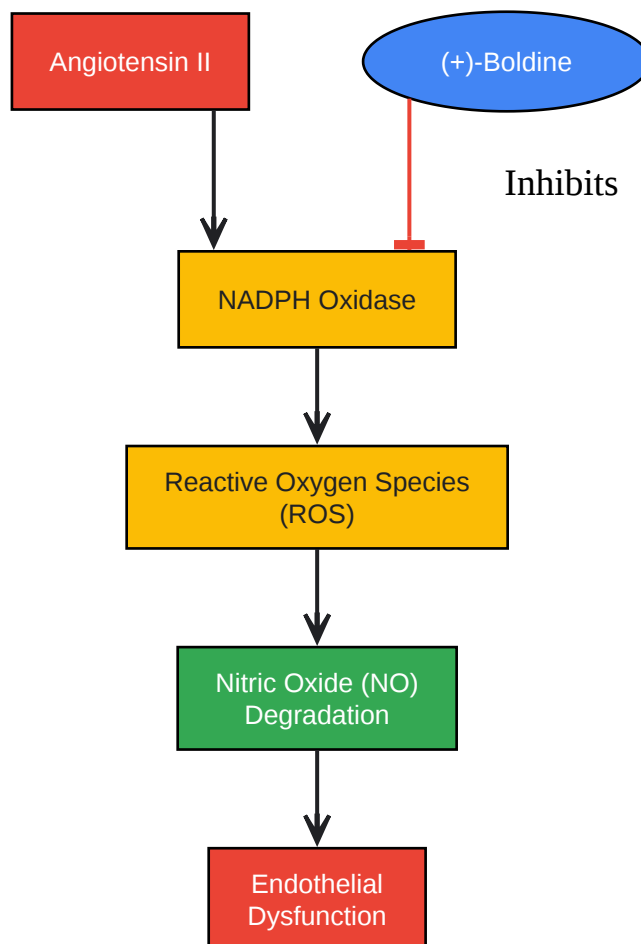 Angiotensin II
(+)-Boldine
Inhibits
NADPH Oxidase
Reactive Oxygen Species
(ROS)
Nitric Oxide (NO)
Degradation
Endothelial
Dysfunction